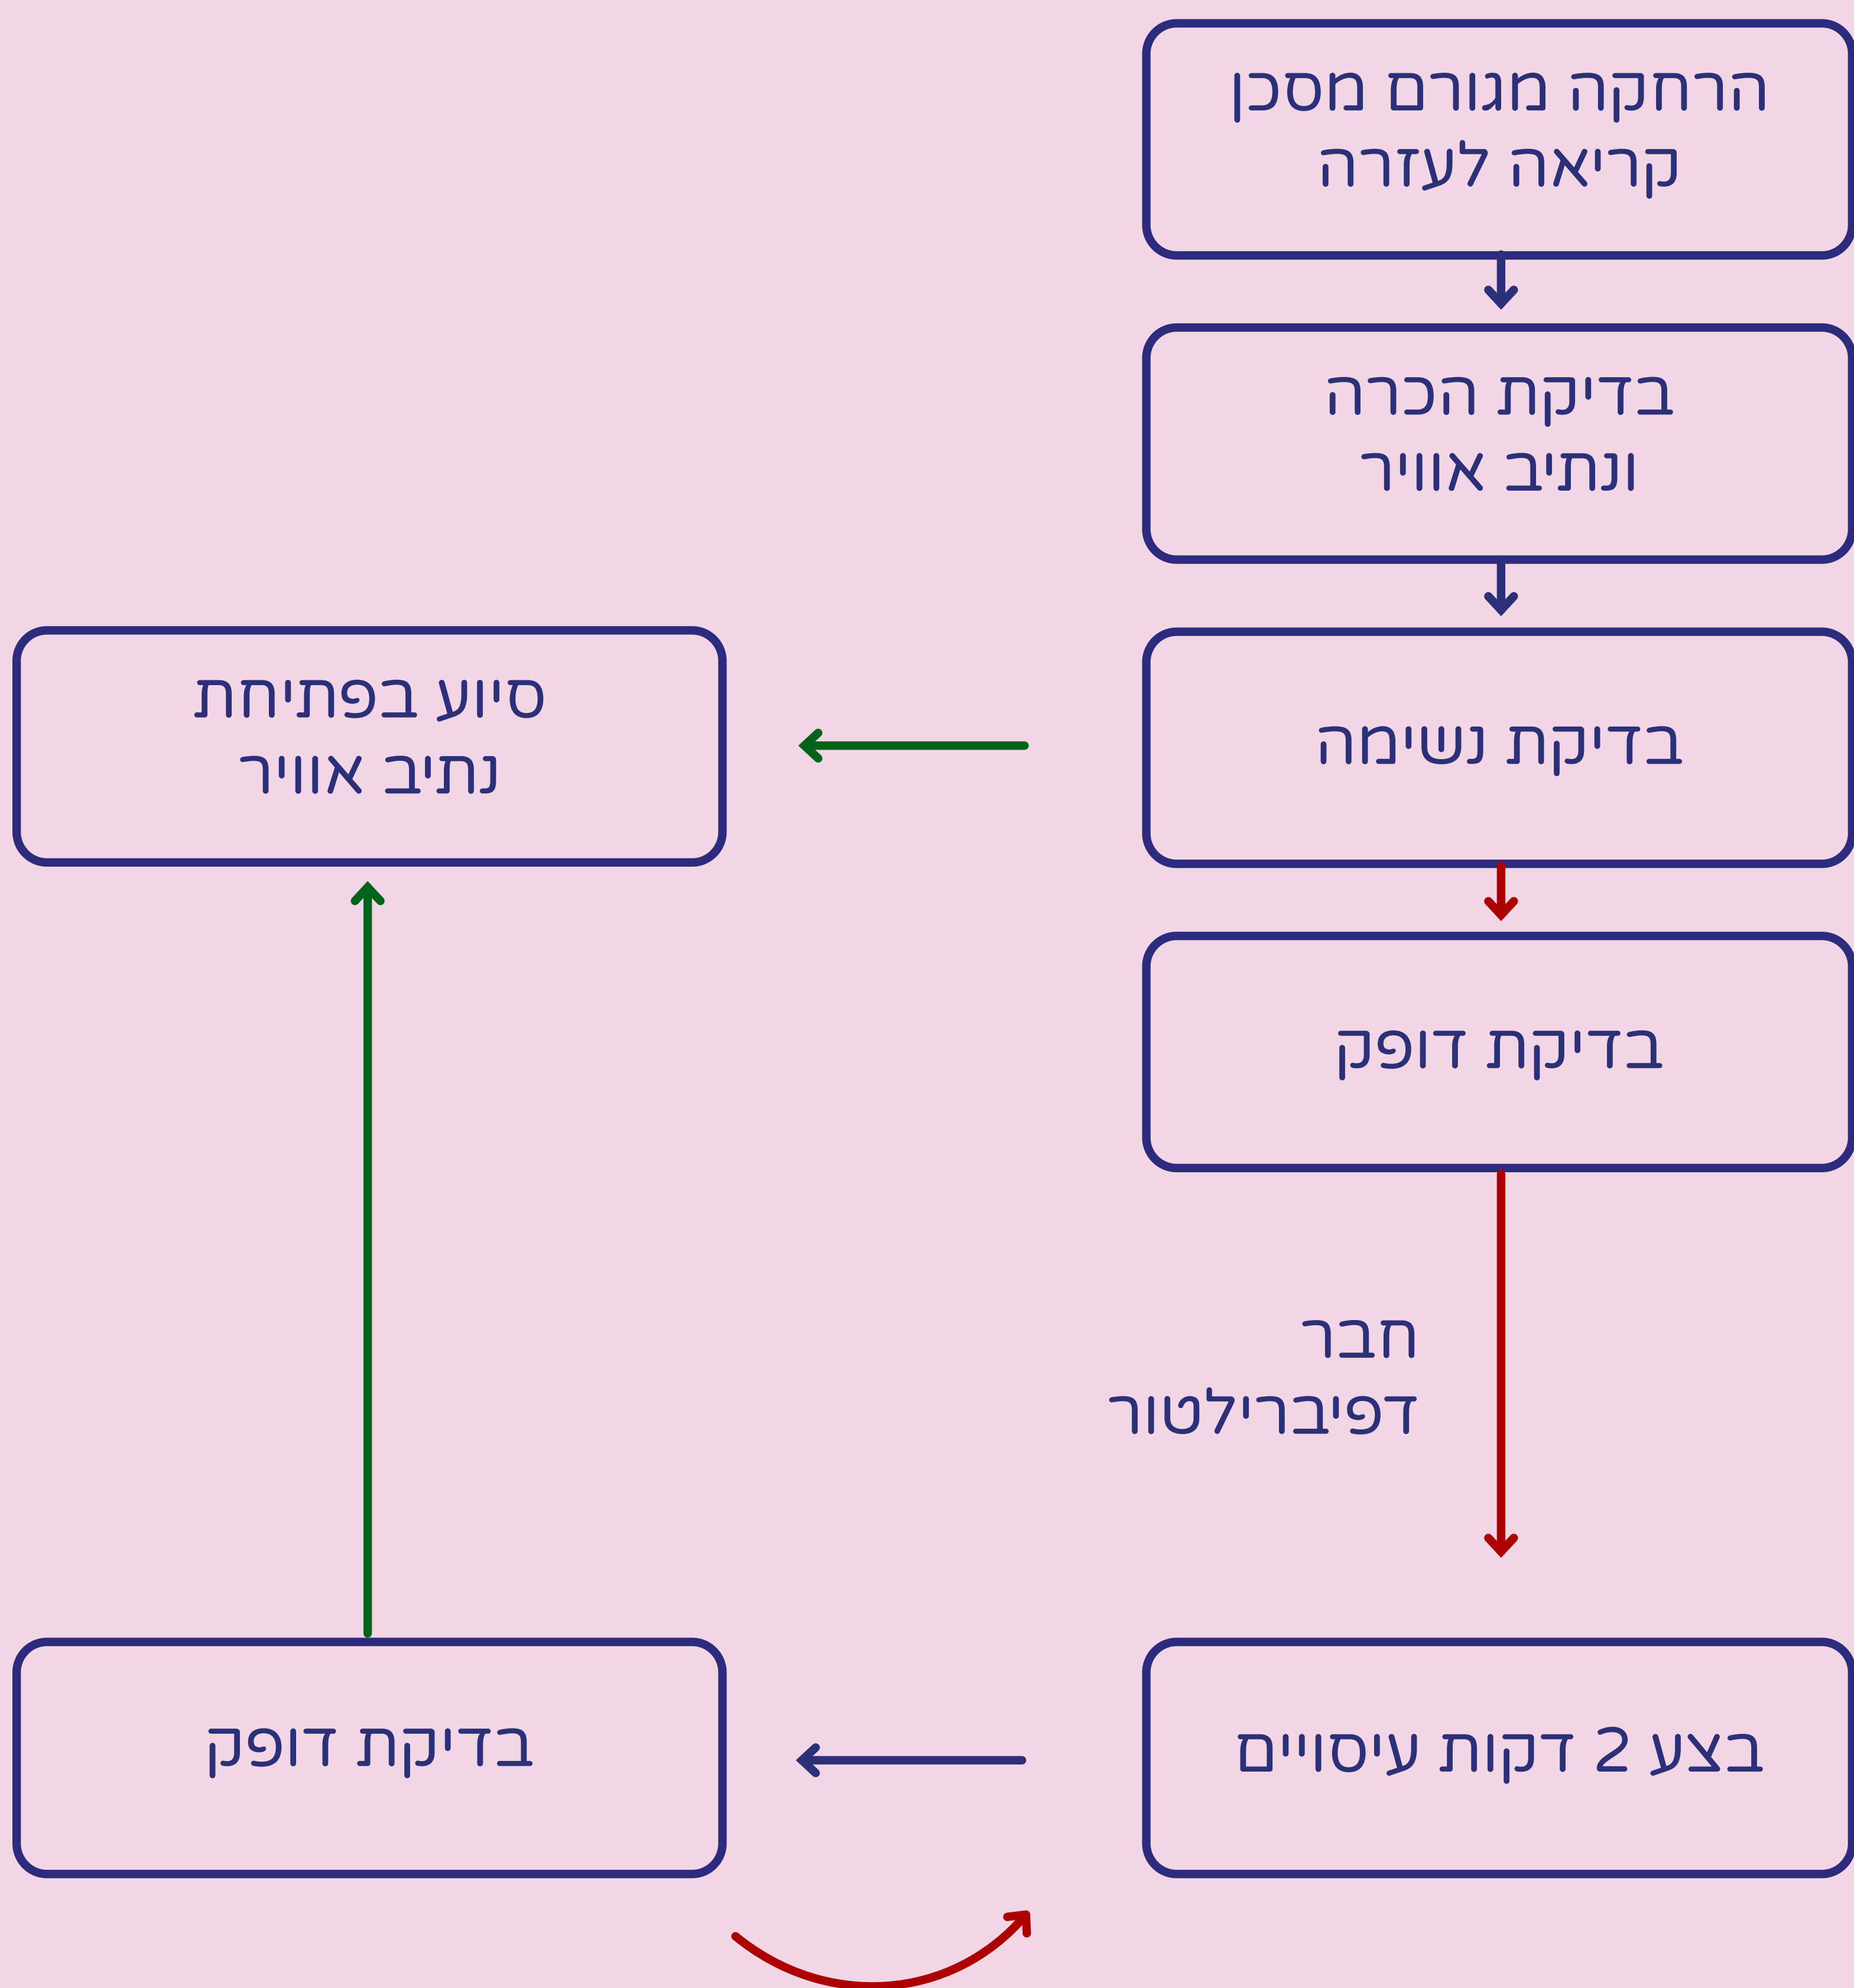 הרחקה מגורם מסכן
קריאה לעזרה
בדיקת הכרה
ונתיב אוויר
בדיקת נשימה
סיוע בפתיחת
נתיב אוויר
בדיקת דופק
חבר
דפיברילטור
בצע 2 דקות עיסויים
בדיקת דופק